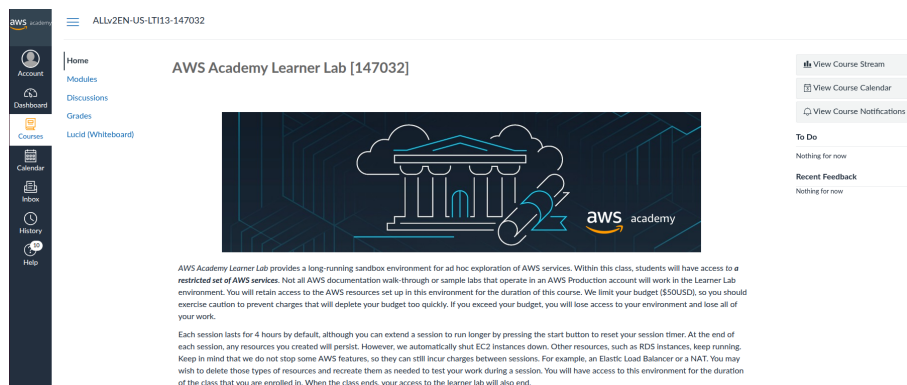 aws academy
ALLv2EN-US-LTI13-147032
Account
Dashboard
Courses
Calendar
Inbox
History
10
Help
Home
Modules
Discussions
Grades
Lucid (Whiteboard)
AWS Academy Learner Lab [147032]
aws academy
AWS Academy Learner Lab provides a long-running sandbox environment for ad hoc exploration of AWS services. Within this class, students will have access to a
restricted set of AWS services. Not all AWS documentation walk-through or sample labs that operate in an AWS Production account will work in the Learner Lab
environment. You will retain access to the AWS resources set up in this environment for the duration of this course. We limit your budget ($50USD), so you should
exercise caution to prevent charges that will deplete your budget too quickly. If you exceed your budget, you will lose access to your environment and lose all of
your work.
Each session lasts for 4 hours by default, although you can extend a session to run longer by pressing the start button to reset your session timer. At the end of
each session, any resources you created will persist. However, we automatically shut EC2 instances down. Other resources, such as RDS instances, keep running.
Keep in mind that we do not stop some AWS features, so they can still incur charges between sessions. For example, an Elastic Load Balancer or a NAT. You may
wish to delete those types of resources and recreate them as needed to test your work during a session. You will have access to this environment for the duration
of the class that you are enrolled in. When the class ends, your access to the learner lab will also end.
View Course Stream
View Course Calendar
View Course Notifications
To Do
Nothing for now
Recent Feedback
Nothing for now